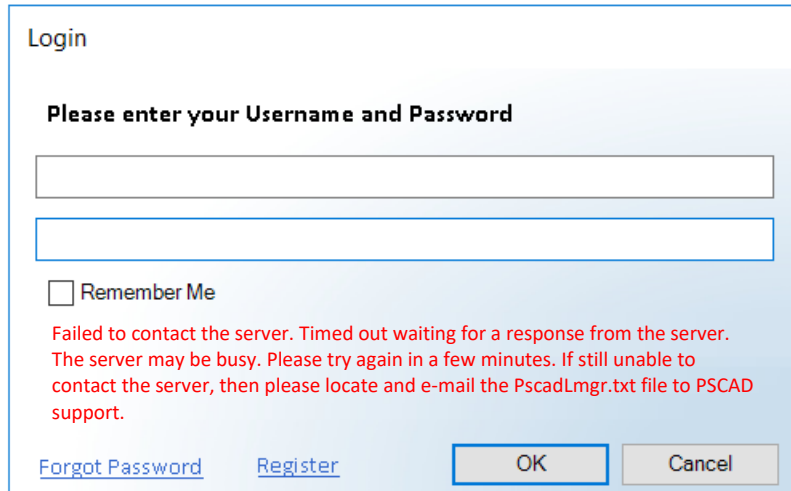 Login
Please enter your Username and Password
Remember Me
Failed to contact the server. Timed out waiting for a response from the server.
The server may be busy. Please try again in a few minutes. If still unable to
contact the server, then please locate and e-mail the PscadLmgr.txt file to PSCAD
support.
Forgot Password Register OK Cancel